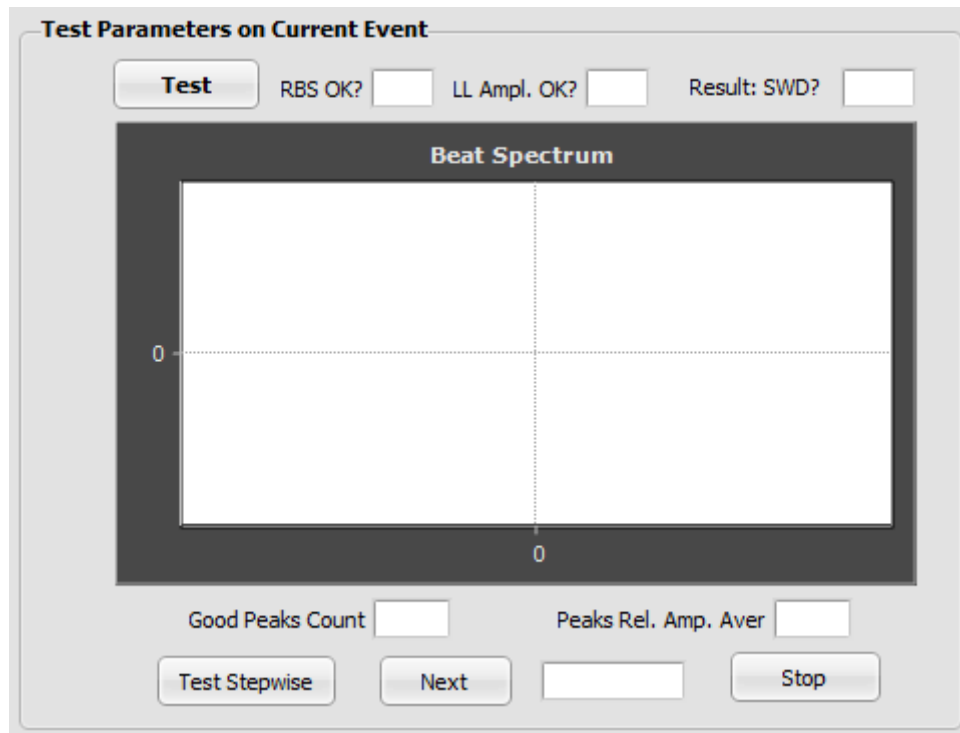 Test Parameters on Current Event
Test RBS OK? LL Ampl. OK? Result: SWD?
Beat Spectrum
0
0
Good Peaks Count Peaks Rel. Amp. Aver
Test Stepwise Next Stop